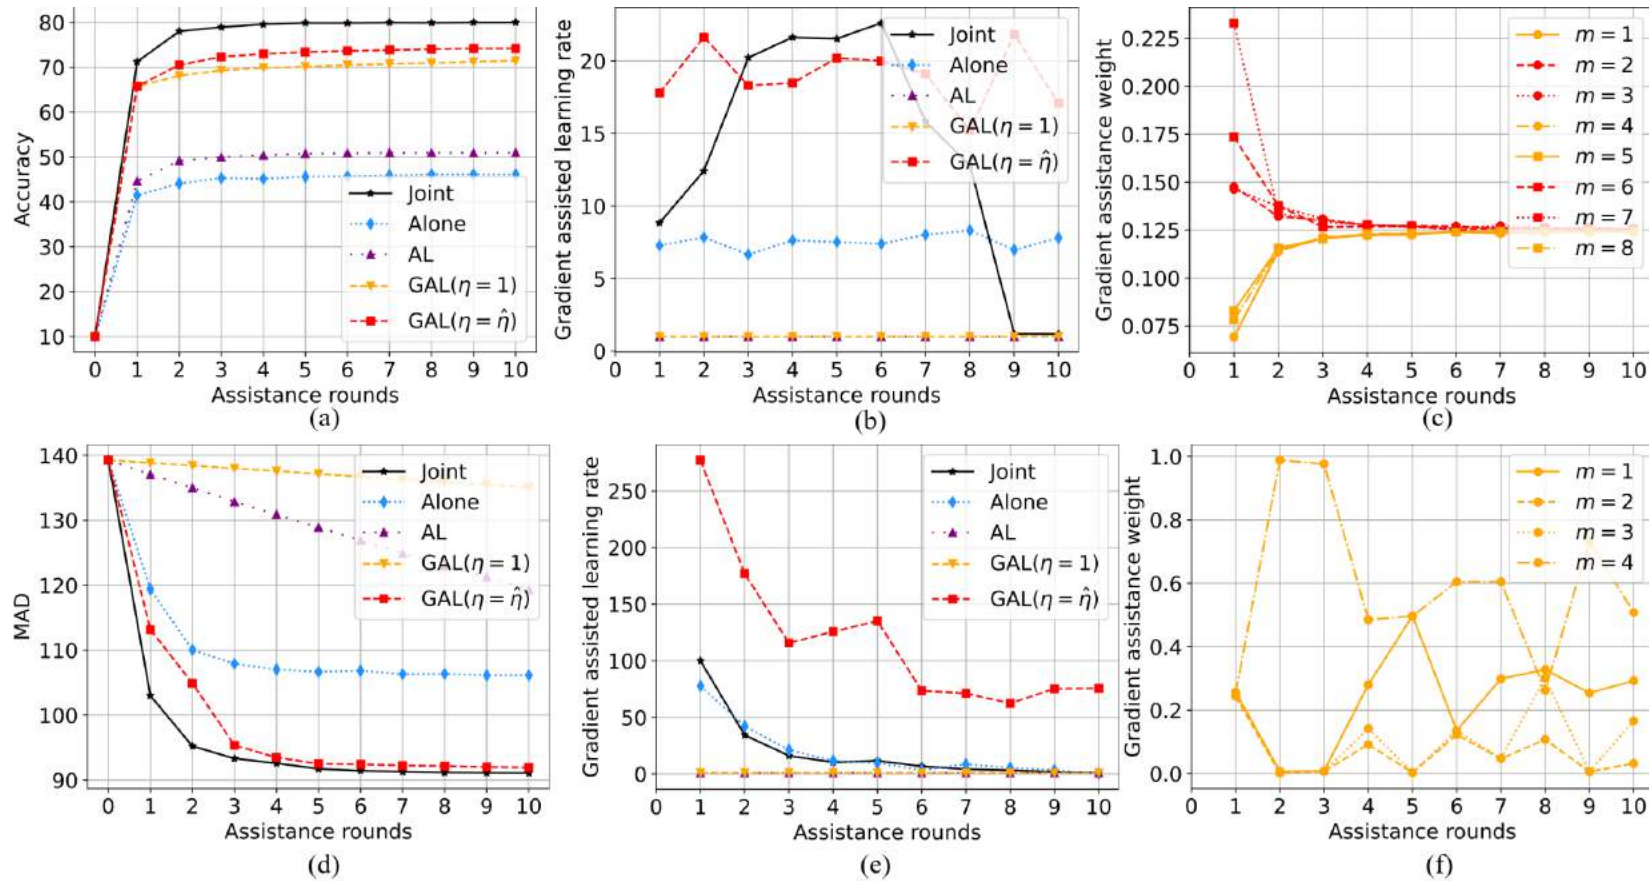 Accuracy
80
70
60
50
40
30
20
10
0 1 2 3 4 5 6 7 8 9 10
Assistance rounds
Joint
Alone
AL
GAL(η = 1)
GAL(η = η̂)
(a)
Gradient assisted learning rate
20
15
10
5
0
0 1 2 3 4 5 6 7 8 9 10
Assistance rounds
Joint
Alone
AL
GAL(η = 1)
GAL(η = η̂)
(b)
Gradient assistance weight
0.225
0.200
0.175
0.150
0.125
0.100
0.075
0 1 2 3 4 5 6 7 8 9 10
Assistance rounds
m = 1
m = 2
m = 3
m = 4
m = 5
m = 6
m = 7
m = 8
(c)
MAD
140
130
120
110
100
90
0 1 2 3 4 5 6 7 8 9 10
Assistance rounds
Joint
Alone
AL
GAL(η = 1)
GAL(η = η̂)
(d)
Gradient assisted learning rate
250
200
150
100
50
0
0 1 2 3 4 5 6 7 8 9 10
Assistance rounds
Joint
Alone
AL
GAL(η = 1)
GAL(η = η̂)
(e)
Gradient assistance weight
1.0
0.8
0.6
0.4
0.2
0.0
0 1 2 3 4 5 6 7 8 9 10
Assistance rounds
m = 1
m = 2
m = 3
m = 4
(f)